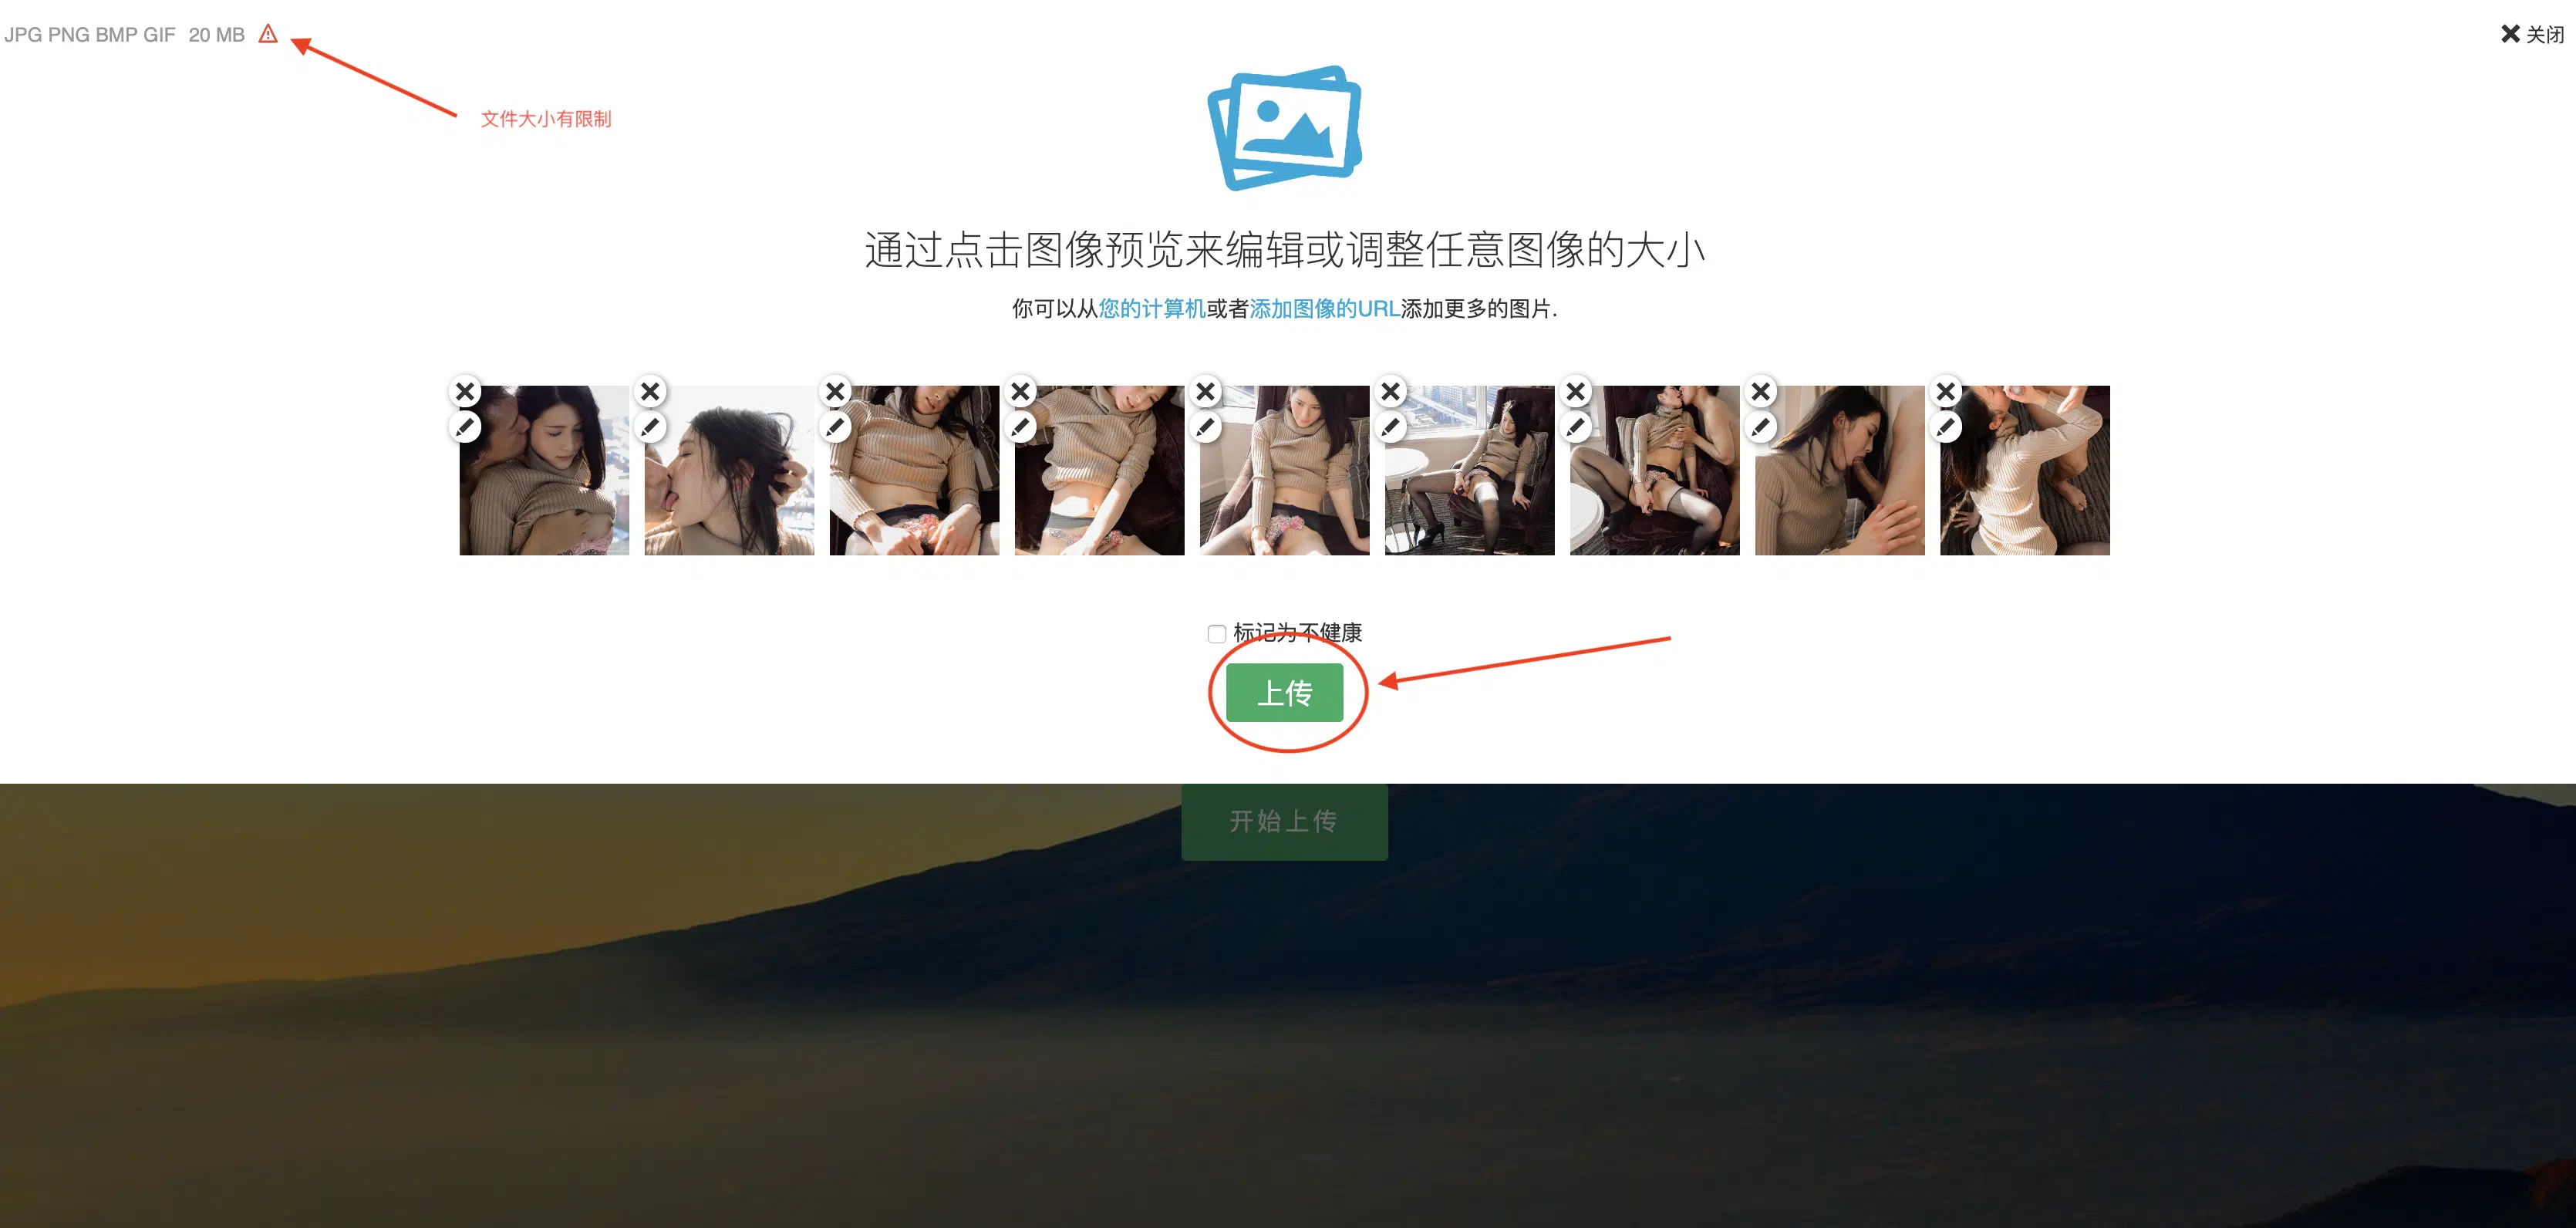 JPG PNG BMP GIF 20 MB
关闭
文件大小有限制
通过点击图像预览来编辑或调整任意图像的大小
你可以从您的计算机或者添加图像的URL添加更多的图片.
标记为不健康
上传
开始上传